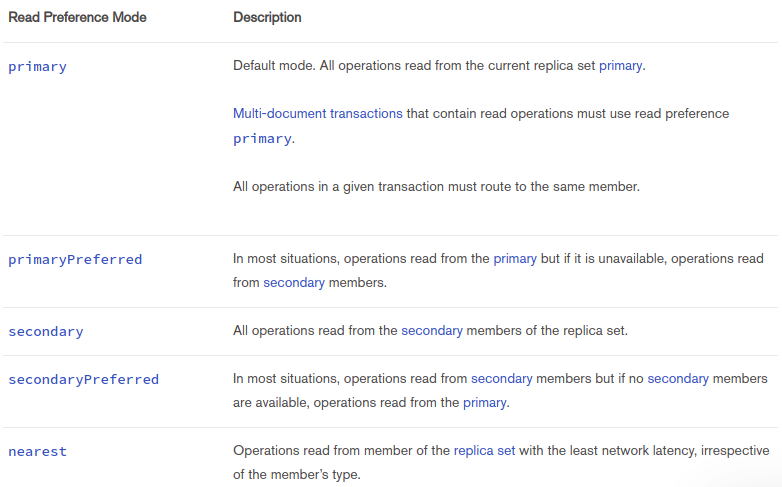 Read Preference Mode Description
primary Default mode. All operations read from the current replica set primary.
Multi-document transactions that contain read operations must use read preference
primary.
All operations in a given transaction must route to the same member.
primaryPreferred In most situations, operations read from the primary but if it is unavailable, operations read
from secondary members.
secondary All operations read from the secondary members of the replica set.
secondaryPreferred In most situations, operations read from secondary members but if no secondary members
are available, operations read from the primary.
nearest Operations read from member of the replica set with the least network latency, irrespective
of the member's type.